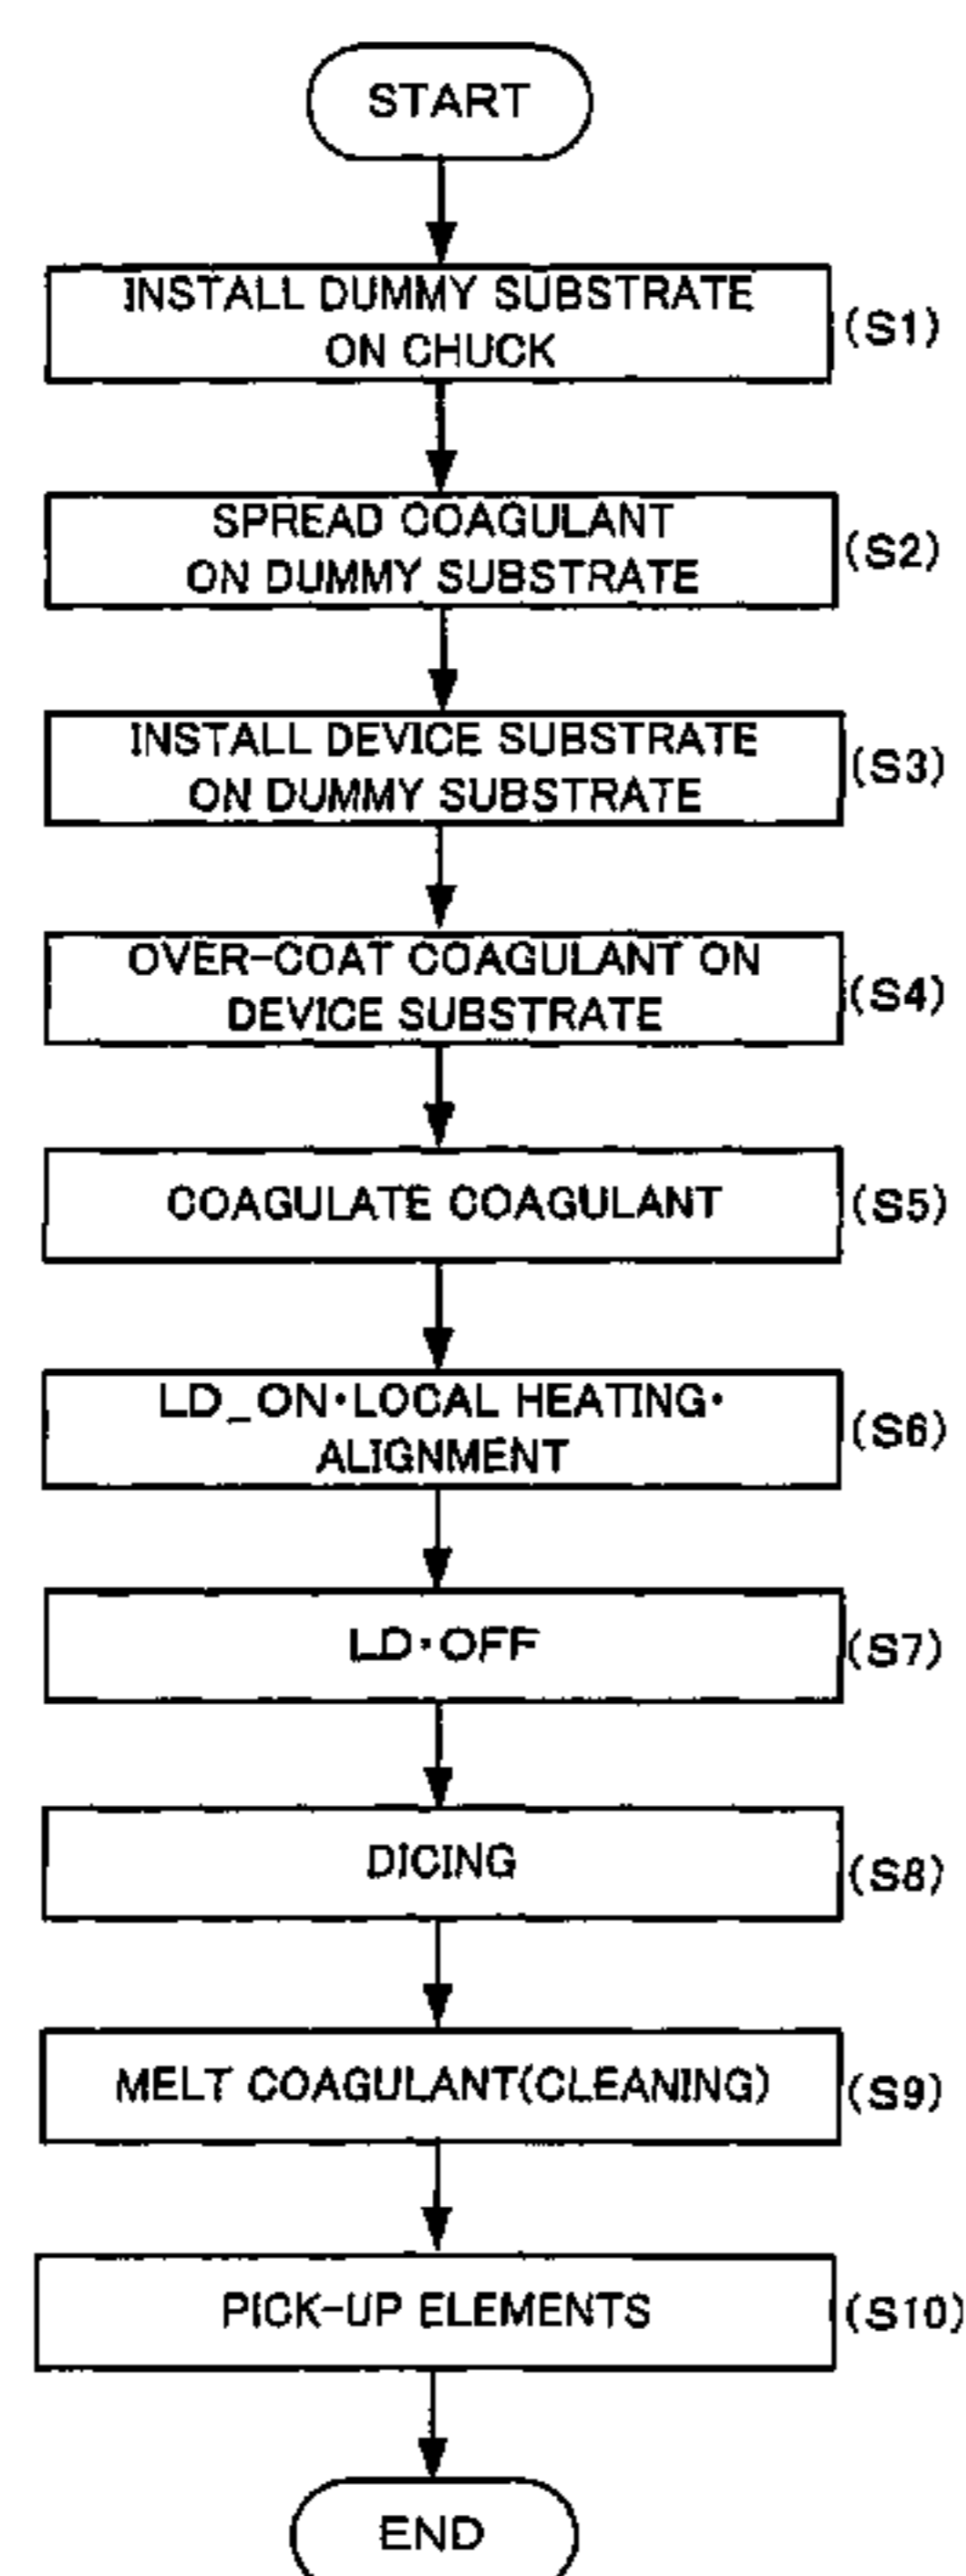 START
INSTALL DUMMY SUBSTRATE
ON CHUCK
(S1)
SPREAD COAGULANT
ON DUMMY SUBSTRATE
(S2)
INSTALL DEVICE SUBSTRATE
ON DUMMY SUBSTRATE
(S3)
OVER-COAT COAGULANT ON
DEVICE SUBSTRATE
(S4)
COAGULATE COAGULANT
(S5)
LD_ON・LOCAL HEATING・
ALIGNMENT
(S6)
LD・OFF
(S7)
DICING
(S8)
MELT COAGULANT(CLEANING)
(S9)
PICK-UP ELEMENTS
(S10)
END